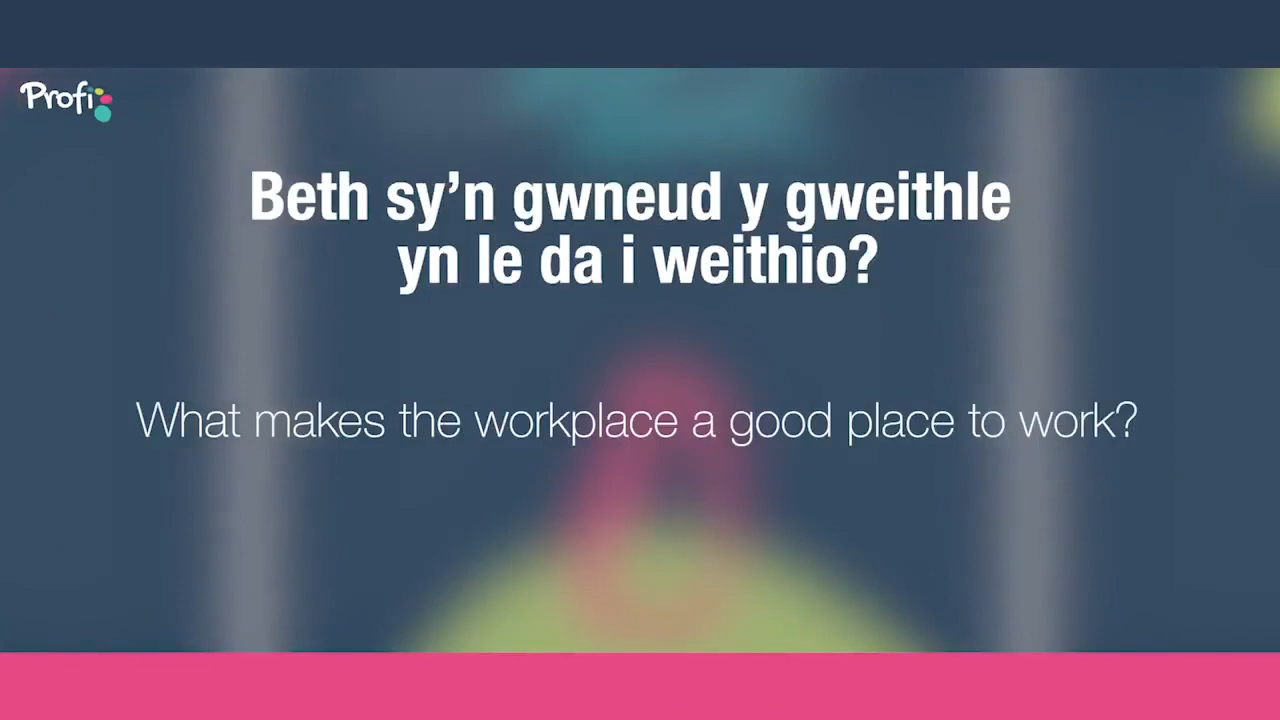 Profi
Beth sy’n gwneud y gweithle
yn le da i weithio?
What makes the workplace a good place to work?